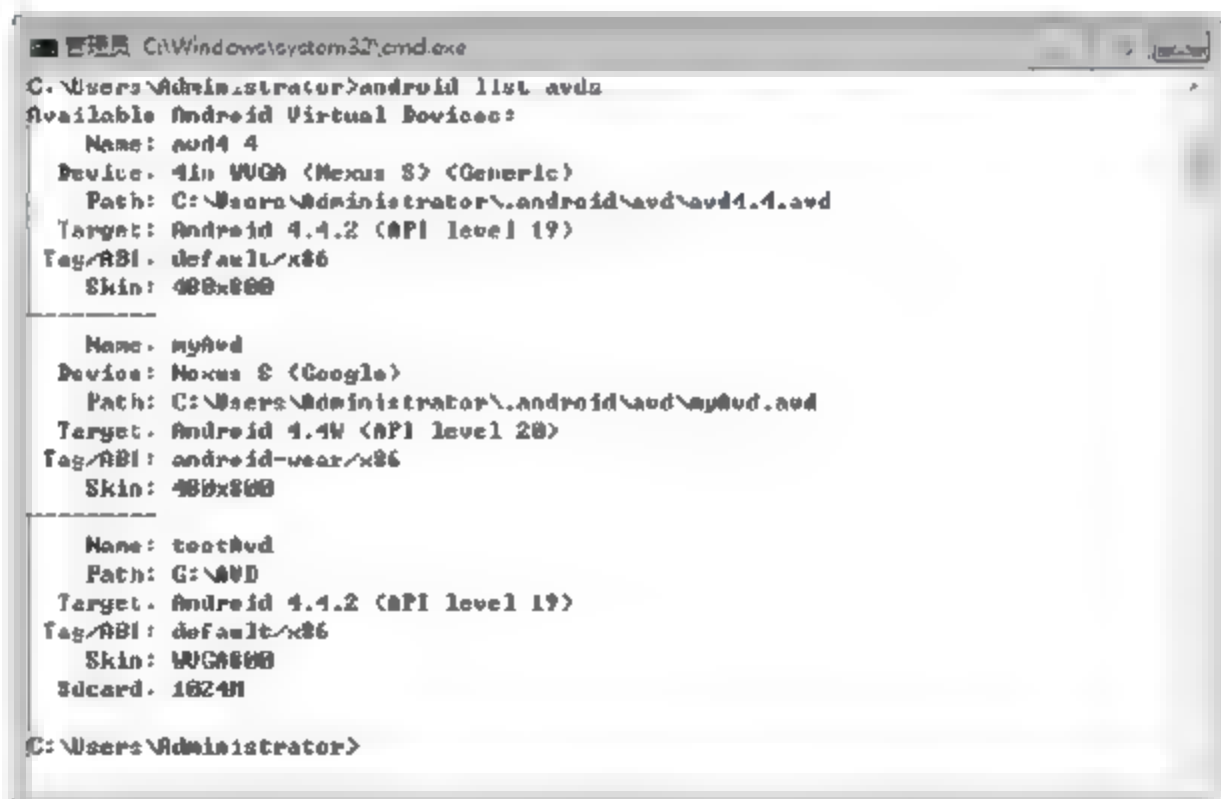 管理员 C:\Windows\system32\cmd.exe
C:\Users\Administrator>android list avds
Available Android Virtual Devices:
Name: avd4.4
Device: 4in WVGA (Nexus S) (Generic)
Path: C:\Users\Administrator\.android\avd\avd4.4.avd
Target: Android 4.4.2 (API level 19)
Tag/ABI: default/x86
Skin: 480x800
---------
Name: myAvd
Device: Nexus S (Google)
Path: C:\Users\Administrator\.android\avd\myAvd.avd
Target: Android 4.4W (API level 20)
Tag/ABI: android-wear/x86
Skin: 480x800
---------
Name: testAvd
Path: G:\AVD
Target: Android 4.4.2 (API level 19)
Tag/ABI: default/x86
Skin: WVGA800
Sdcard: 1024M
C:\Users\Administrator>